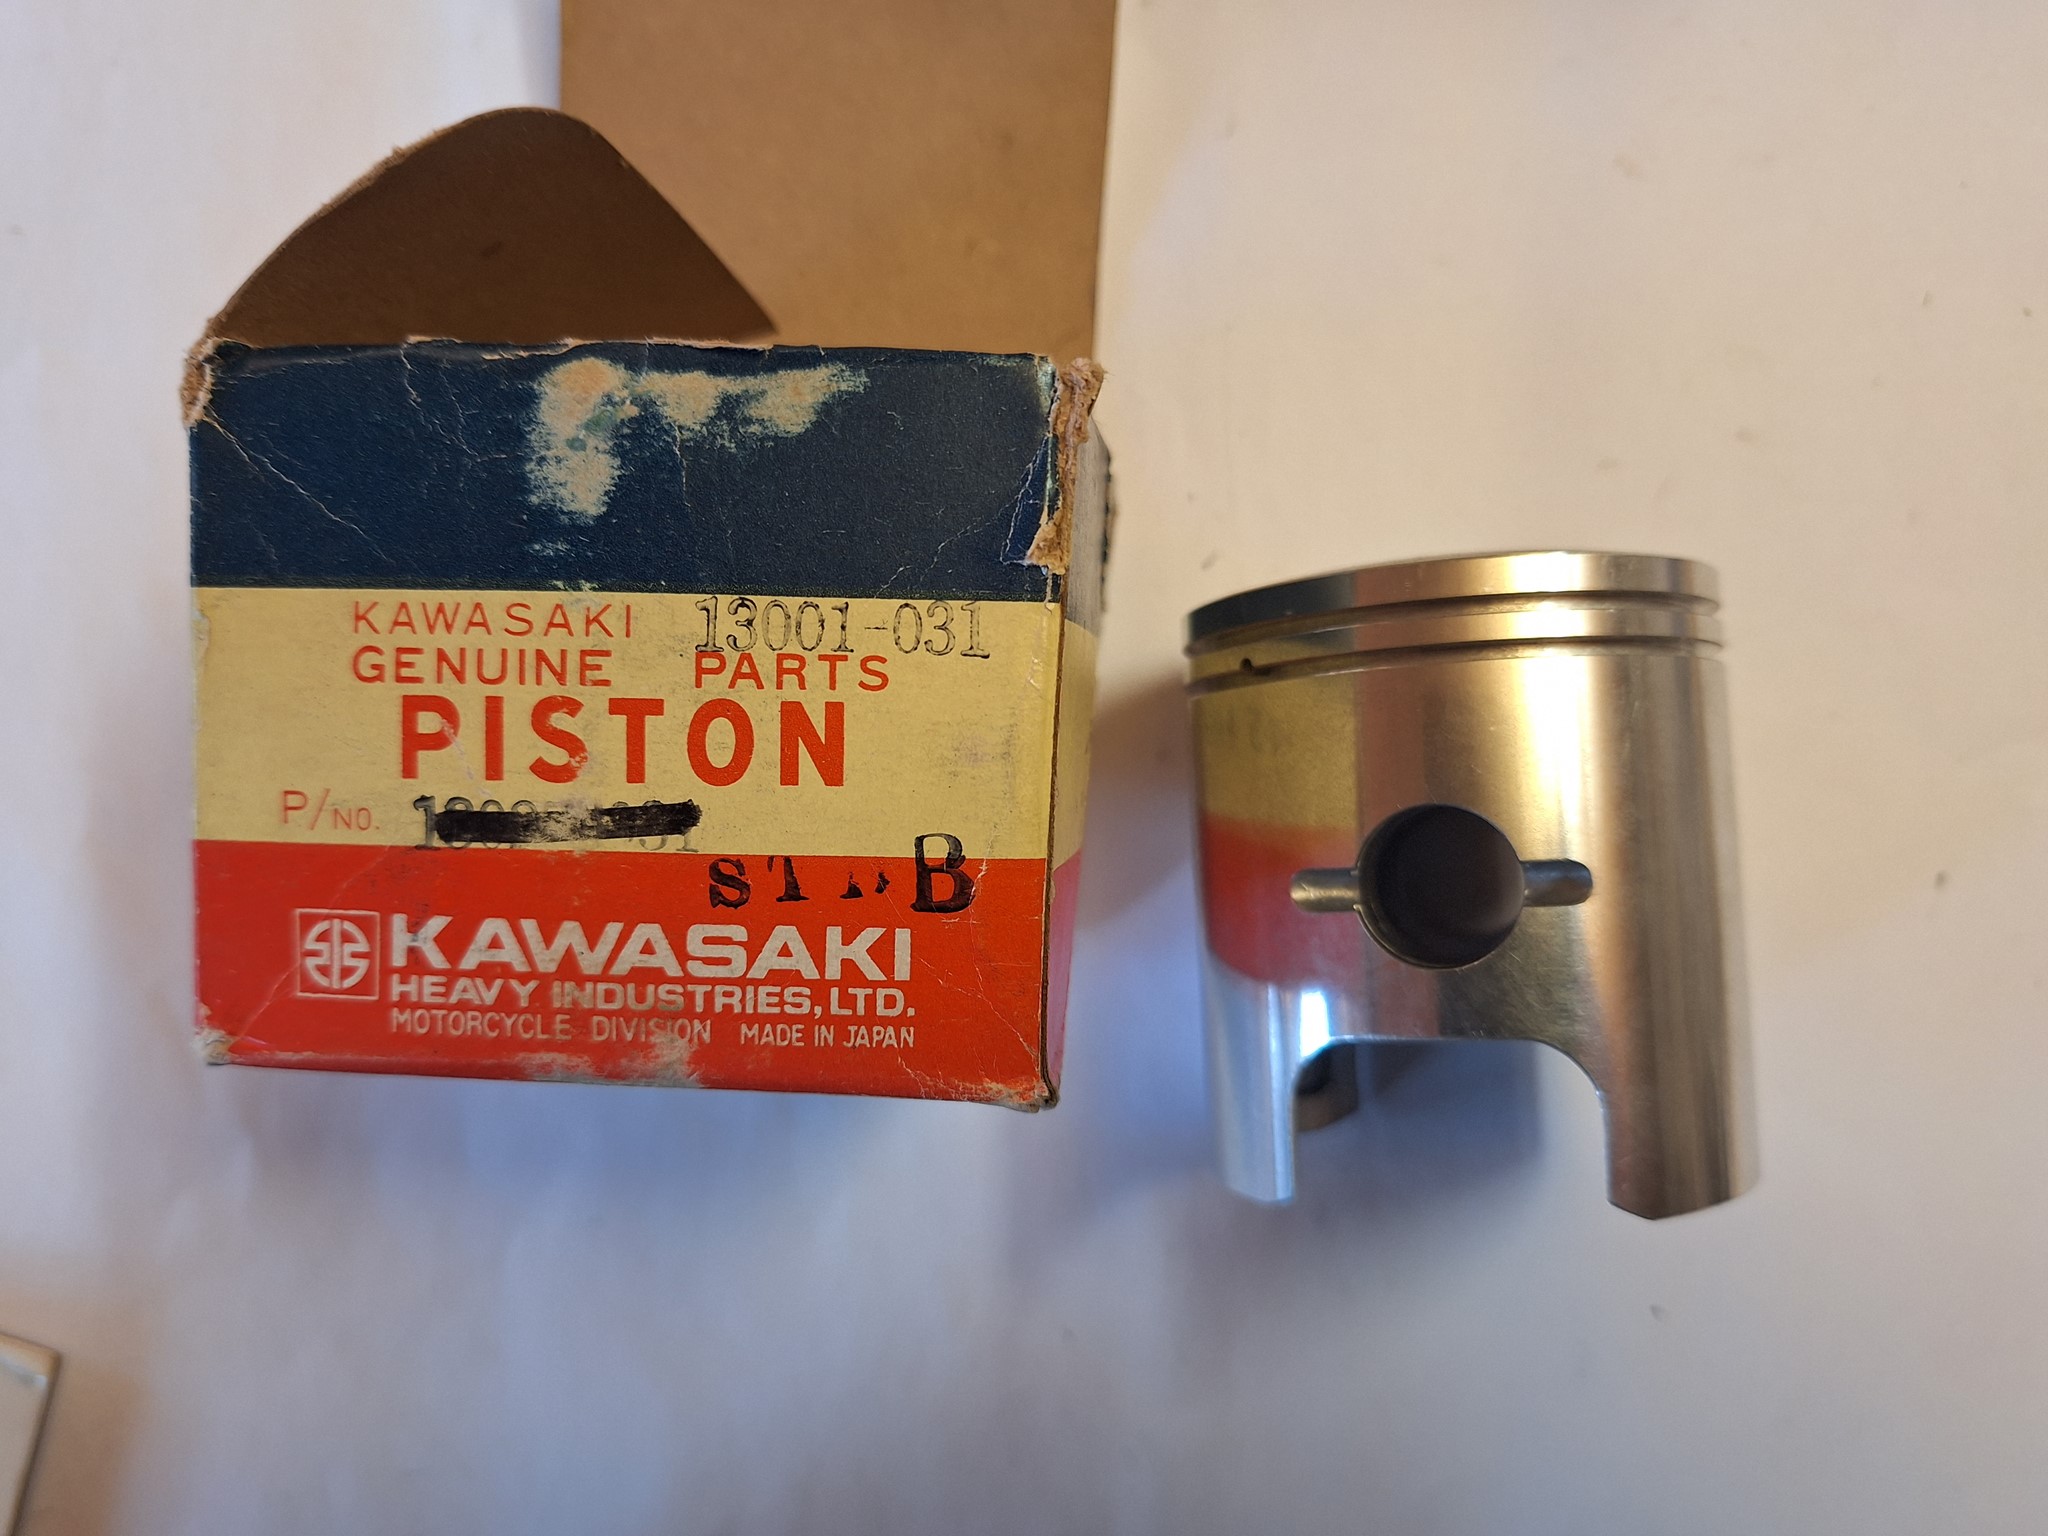 KAWASAKI 13001-031
GENUINE PARTS
PISTON
P/NO.
B
KAWASAKI
HEAVY INDUSTRIES, LTD.
MOTORCYCLE DIVISION MADE IN JAPAN